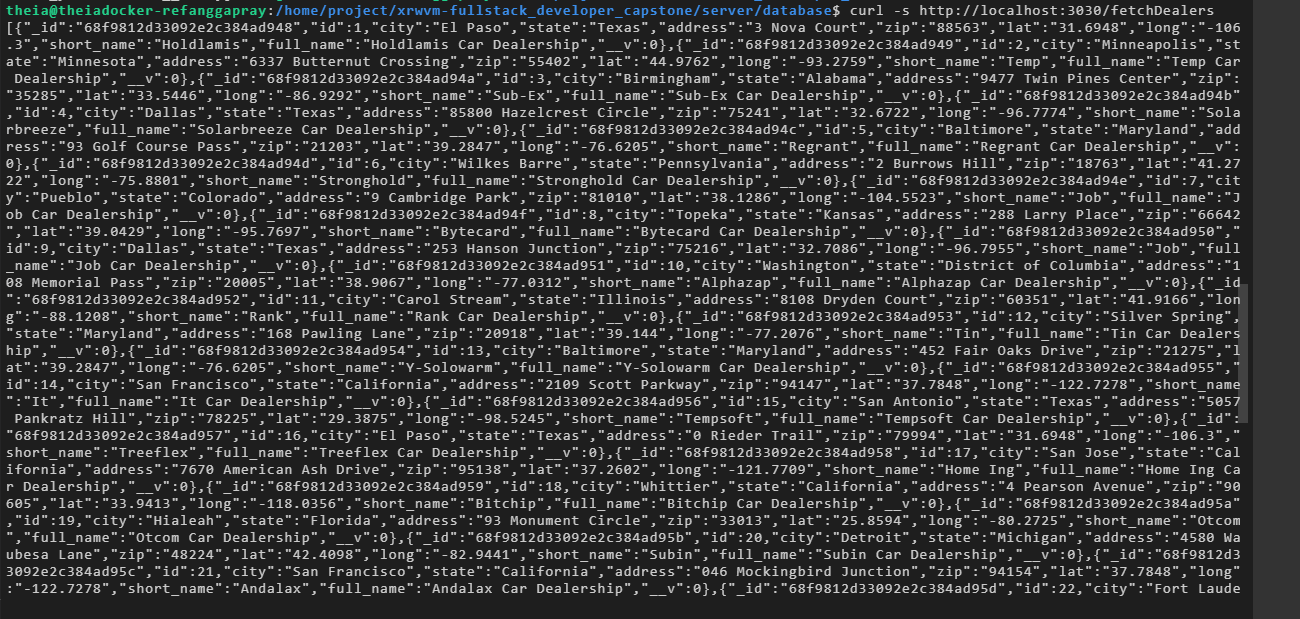 theia@theiadocker-refanggapray:/home/project/xrwvm-fullstack_developer_capstone/server/database$ curl -s http://localhost:3030/fetchDealers
[{"_id":"68f9812d33092e2c384ad948","id":1,"city":"El Paso","state":"Texas","address":"3 Nova Court","zip":"88563","lat":"31.6948","long":"-106
.3","short_name":"Holdlamis","full_name":"Holdlamis Car Dealership","__v":0},{"_id":"68f9812d33092e2c384ad949","id":2,"city":"Minneapolis","st
ate":"Minnesota","address":"6337 Butternut Crossing","zip":"55402","lat":"44.9762","long":"-93.2759","short_name":"Temp","full_name":"Temp Car
 Dealership","__v":0},{"_id":"68f9812d33092e2c384ad94a","id":3,"city":"Birmingham","state":"Alabama","address":"9477 Twin Pines Center","zip":
"35285","lat":"33.5446","long":"-86.9292","short_name":"Sub-Ex","full_name":"Sub-Ex Car Dealership","__v":0},{"_id":"68f9812d33092e2c384ad94b"
,"id":4,"city":"Dallas","state":"Texas","address":"85800 Hazelcrest Circle","zip":"75241","lat":"32.6722","long":"-96.7774","short_name":"Sola
rbreeze","full_name":"Solarbreeze Car Dealership","__v":0},{"_id":"68f9812d33092e2c384ad94c","id":5,"city":"Baltimore","state":"Maryland","add
ress":"93 Golf Course Pass","zip":"21203","lat":"39.2847","long":"-76.6205","short_name":"Regrant","full_name":"Regrant Car Dealership","__v":
0},{"_id":"68f9812d33092e2c384ad94d","id":6,"city":"Wilkes Barre","state":"Pennsylvania","address":"2 Burrows Hill","zip":"18763","lat":"41.27
22","long":"-75.8801","short_name":"Stronghold","full_name":"Stronghold Car Dealership","__v":0},{"_id":"68f9812d33092e2c384ad94e","id":7,"cit
y":"Pueblo","state":"Colorado","address":"9 Cambridge Park","zip":"81010","lat":"38.1286","long":"-104.5523","short_name":"Job","full_name":"J
ob Car Dealership","__v":0},{"_id":"68f9812d33092e2c384ad94f","id":8,"city":"Topeka","state":"Kansas","address":"288 Larry Place","zip":"66642
","lat":"39.0429","long":"-95.7697","short_name":"Bytecard","full_name":"Bytecard Car Dealership","__v":0},{"_id":"68f9812d33092e2c384ad950","
id":9,"city":"Dallas","state":"Texas","address":"253 Hanson Junction","zip":"75216","lat":"32.7086","long":"-96.7955","short_name":"Job","full
_name":"Job Car Dealership","__v":0},{"_id":"68f9812d33092e2c384ad951","id":10,"city":"Washington","state":"District of Columbia","address":"1
08 Memorial Pass","zip":"20005","lat":"38.9067","long":"-77.0312","short_name":"Alphazap","full_name":"Alphazap Car Dealership","__v":0},{"_id
":"68f9812d33092e2c384ad952","id":11,"city":"Carol Stream","state":"Illinois","address":"8108 Dryden Court","zip":"60351","lat":"41.9166","lon
g":"-88.1208","short_name":"Rank","full_name":"Rank Car Dealership","__v":0},{"_id":"68f9812d33092e2c384ad953","id":12,"city":"Silver Spring",
"state":"Maryland","address":"168 Pawling Lane","zip":"20918","lat":"39.144","long":"-77.2076","short_name":"Tin","full_name":"Tin Car Dealers
hip","__v":0},{"_id":"68f9812d33092e2c384ad954","id":13,"city":"Baltimore","state":"Maryland","address":"452 Fair Oaks Drive","zip":"21275","l
at":"39.2847","long":"-76.6205","short_name":"Y-Solowarm","full_name":"Y-Solowarm Car Dealership","__v":0},{"_id":"68f9812d33092e2c384ad955","
id":14,"city":"San Francisco","state":"California","address":"2109 Scott Parkway","zip":"94147","lat":"37.7848","long":"-122.7278","short_name
":"It","full_name":"It Car Dealership","__v":0},{"_id":"68f9812d33092e2c384ad956","id":15,"city":"San Antonio","state":"Texas","address":"5057
 Pankratz Hill","zip":"78225","lat":"29.3875","long":"-98.5245","short_name":"Tempsoft","full_name":"Tempsoft Car Dealership","__v":0},{"_id":
"68f9812d33092e2c384ad957","id":16,"city":"El Paso","state":"Texas","address":"0 Rieder Trail","zip":"79994","lat":"31.6948","long":"-106.3","
short_name":"Treeflex","full_name":"Treeflex Car Dealership","__v":0},{"_id":"68f9812d33092e2c384ad958","id":17,"city":"San Jose","state":"Cal
ifornia","address":"7670 American Ash Drive","zip":"95138","lat":"37.2602","long":"-121.7709","short_name":"Home Ing","full_name":"Home Ing Ca
r Dealership","__v":0},{"_id":"68f9812d33092e2c384ad959","id":18,"city":"Whittier","state":"California","address":"4 Pearson Avenue","zip":"90
605","lat":"33.9413","long":"-118.0356","short_name":"Bitchip","full_name":"Bitchip Car Dealership","__v":0},{"_id":"68f9812d33092e2c384ad95a"
,"id":19,"city":"Hialeah","state":"Florida","address":"93 Monument Circle","zip":"33013","lat":"25.8594","long":"-80.2725","short_name":"Otcom
","full_name":"Otcom Car Dealership","__v":0},{"_id":"68f9812d33092e2c384ad95b","id":20,"city":"Detroit","state":"Michigan","address":"4580 Wa
ubesa Lane","zip":"48224","lat":"42.4098","long":"-82.9441","short_name":"Subin","full_name":"Subin Car Dealership","__v":0},{"_id":"68f9812d3
3092e2c384ad95c","id":21,"city":"San Francisco","state":"California","address":"046 Mockingbird Junction","zip":"94154","lat":"37.7848","long"
:"-122.7278","short_name":"Andalax","full_name":"Andalax Car Dealership","__v":0},{"_id":"68f9812d33092e2c384ad95d","id":22,"city":"Fort Laude